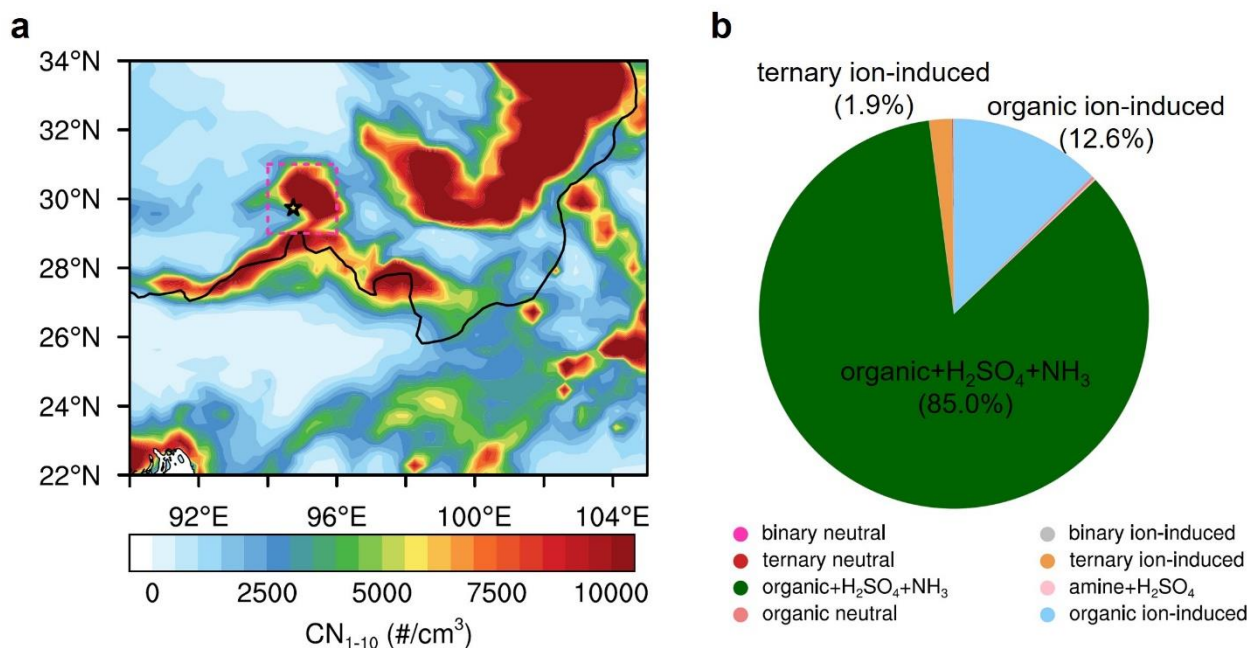 a
34°N
32°N
30°N
28°N
26°N
24°N
22°N
92°E 96°E 100°E 104°E
0 2500 5000 7500 10000
CN₁₋₁₀ (#/cm³)
b
ternary ion-induced
(1.9%)
organic ion-induced
(12.6%)
organic+H₂SO₄+NH₃
(85.0%)
binary neutral
ternary neutral
organic+H₂SO₄+NH₃
organic neutral
binary ion-induced
ternary ion-induced
amine+H₂SO₄
organic ion-induced